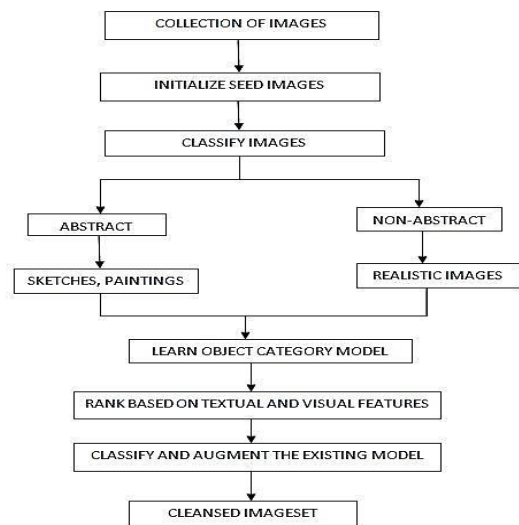 COLLECTION OF IMAGES
INITIALIZE SEED IMAGES
CLASSIFY IMAGES
ABSTRACT
NON-ABSTRACT
SKETCHES, PAINTINGS
REALISTIC IMAGES
LEARN OBJECT CATEGORY MODEL
RANK BASED ON TEXTUAL AND VISUAL FEATURES
CLASSIFY AND AUGMENT THE EXISTING MODEL
CLEANSED IMAGESET